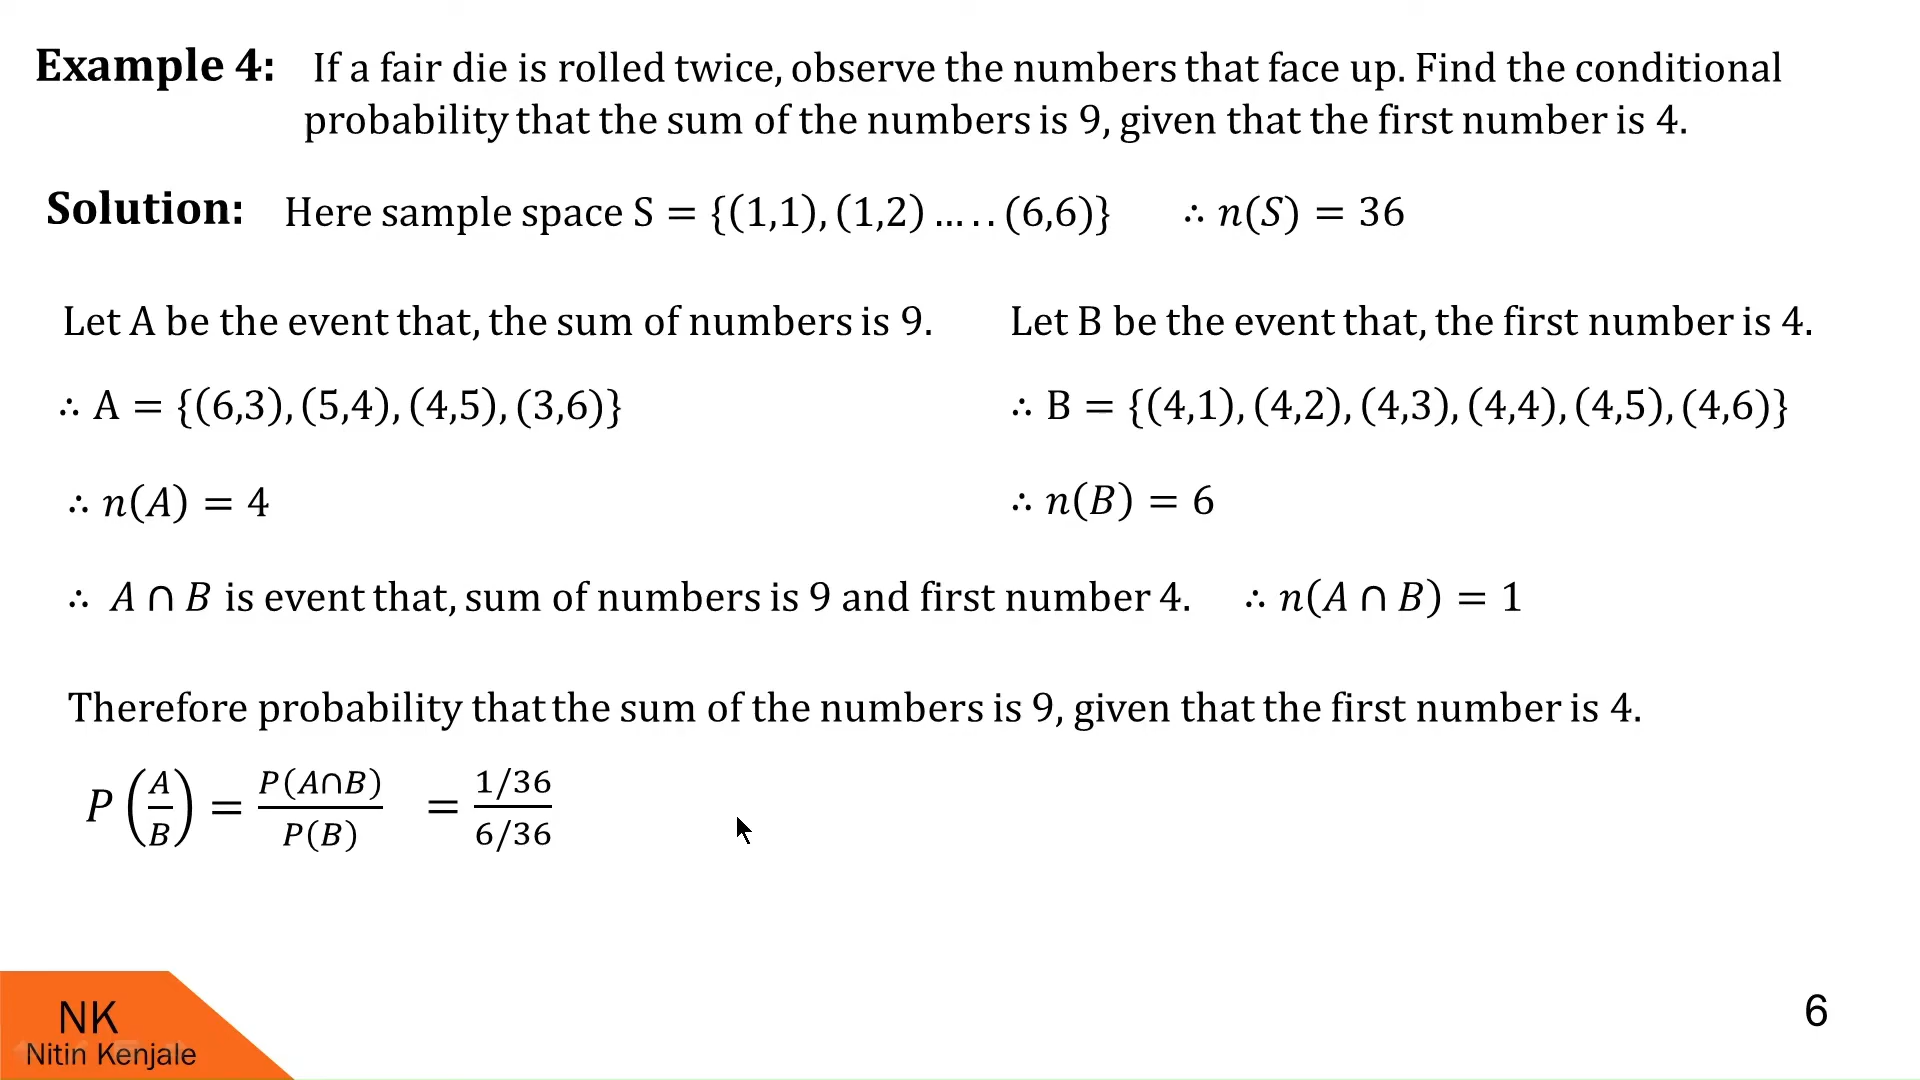 Example 4: If a fair die is rolled twice, observe the numbers that face up. Find the conditional
probability that the sum of the numbers is 9, given that the first number is 4.
Solution: Here sample space S = {(1,1), (1,2) ... . . (6,6)} ∴ n(S) = 36
Let A be the event that, the sum of numbers is 9. Let B be the event that, the first number is 4.
∴ A = {(6,3), (5,4), (4,5), (3,6)} ∴ B = {(4,1), (4,2), (4,3), (4,4), (4,5), (4,6)}
∴ n(A) = 4 ∴ n(B) = 6
∴ A ∩ B is event that, sum of numbers is 9 and first number 4. ∴ n(A ∩ B) = 1
Therefore probability that the sum of the numbers is 9, given that the first number is 4.
P(A/B) = P(A∩B)/P(B) = (1/36)/(6/36)
NK
Nitin Kenjale
6